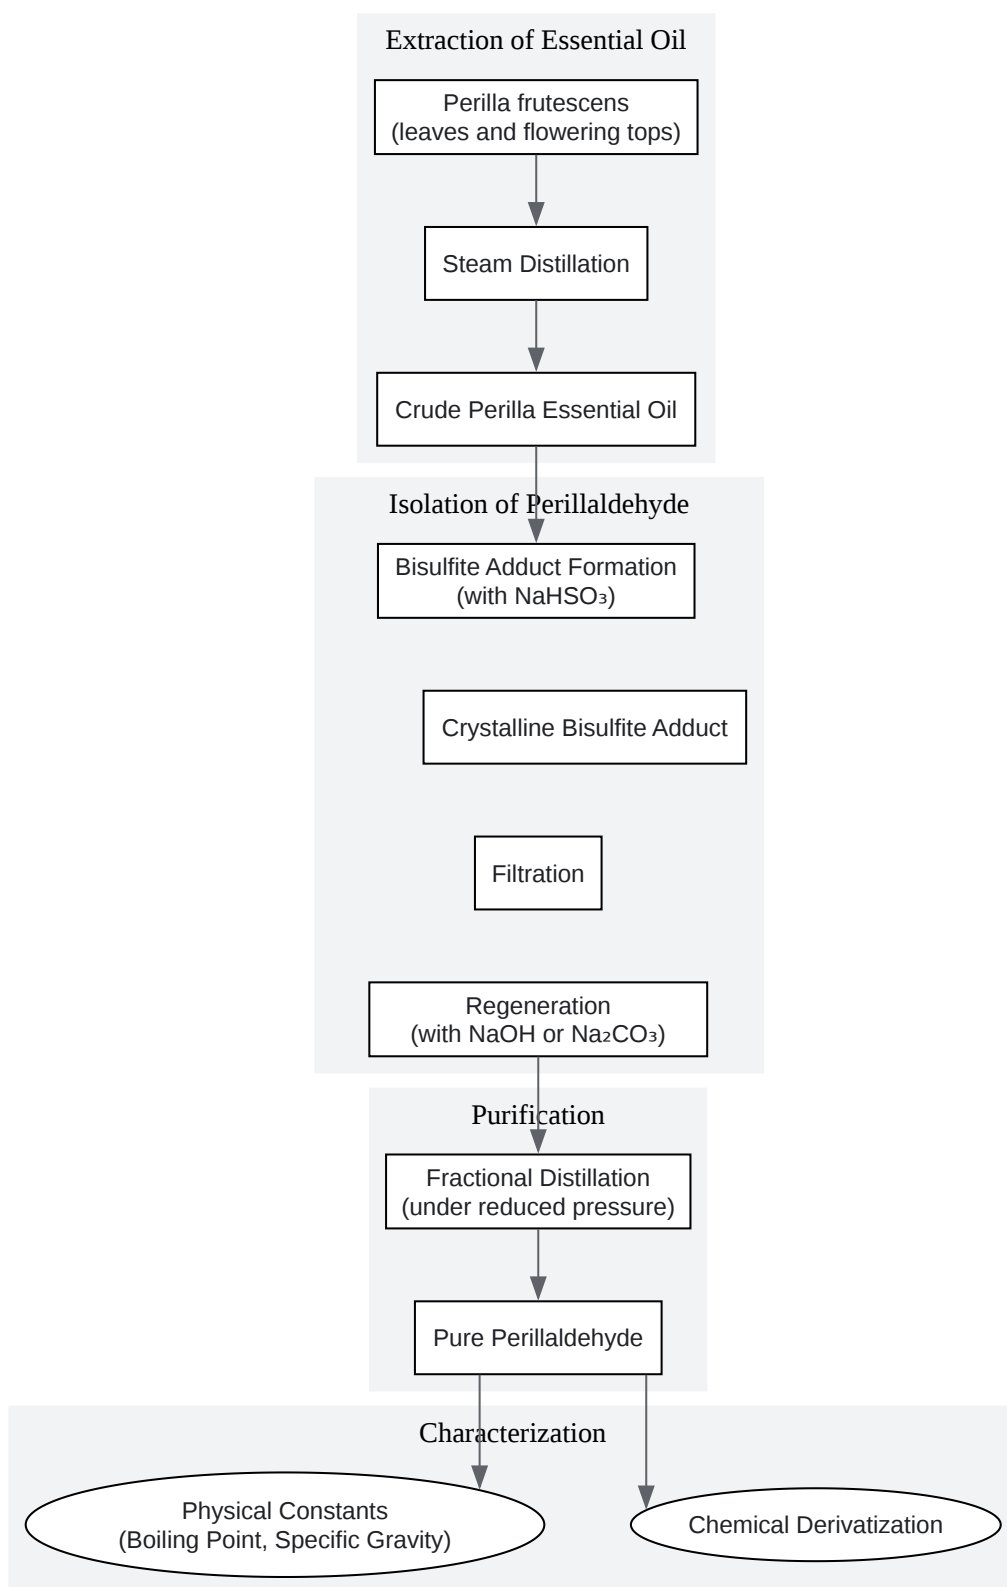 Extraction of Essential Oil
Perilla frutescens
(leaves and flowering tops)
Steam Distillation
Crude Perilla Essential Oil
Isolation of Perillaldehyde
Bisulfite Adduct Formation
(with NaHSO₃)
Crystalline Bisulfite Adduct
Filtration
Regeneration
(with NaOH or Na₂CO₃)
Purification
Fractional Distillation
(under reduced pressure)
Pure Perillaldehyde
Characterization
Physical Constants
(Boiling Point, Specific Gravity)
Chemical Derivatization